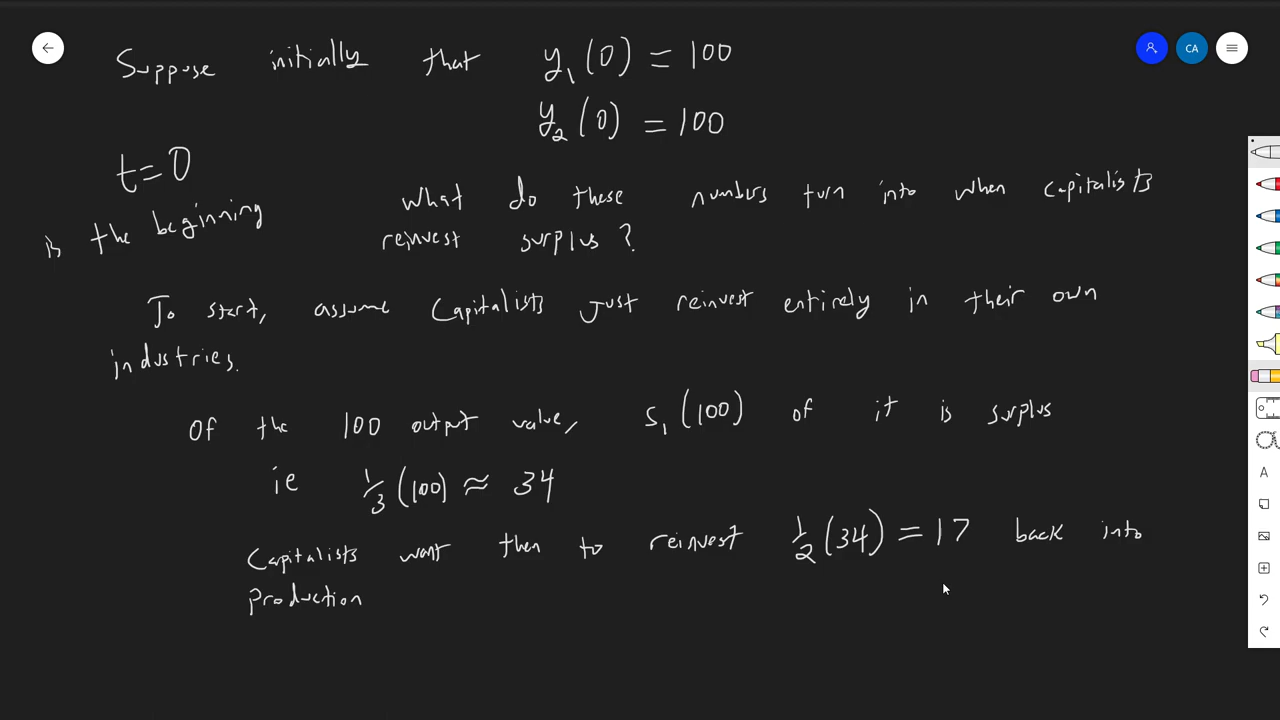 Suppose initially that y₁(0) = 100
y₂(0) = 100
t=0
is the beginning
What do these numbers turn into when capitalists
reinvest surplus?
To start, assume Capitalists Just reinvest entirely in their own
industries.
Of the 100 output value, s₁(100) of it is surplus
ie 1/3 (100) ≈ 34
Capitalists want then to reinvest 1/2 (34) = 17 back into
production
CA
A